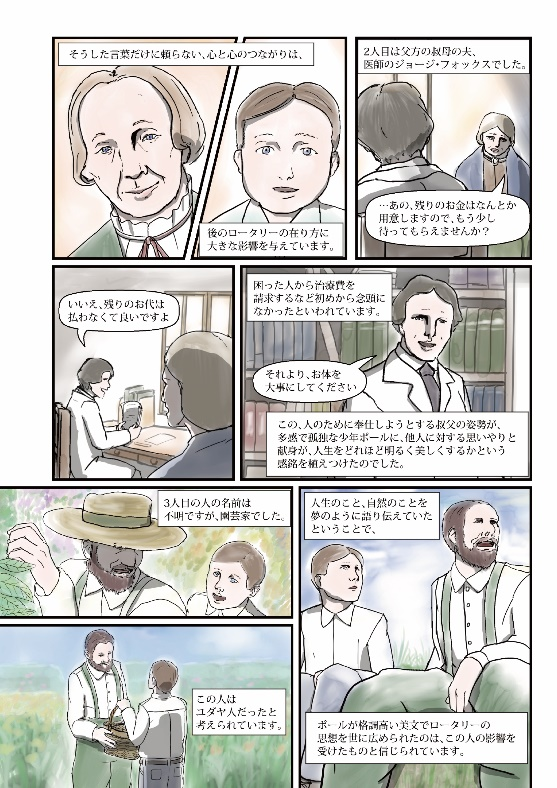 そうした言葉だけに頼らない、心と心のつながりは、
後のロータリーの在り方に
大きな影響を与えています。
2人目は父方の叔母の夫、
医師のジョージ・フォックスでした。
…あの、残りのお金はなんとか
用意しますので、もう少し
待ってもらえませんか？
いいえ、残りのお代は
払わなくて良いですよ
困った人から治療費を
請求するなど初めから念頭に
なかったといわれています。
それより、お体を
大事にしてください
この、人のために奉仕しようとする叔父の姿勢が、
多感で孤独な少年ポールに、他人に対する思いやりと
献身が、人生をどれほど明るく美しくするかという
感銘を植えつけたのでした。
3人目の人の名前は
不明ですが、園芸家でした。
この人は
ユダヤ人だったと
考えられています。
人生のこと、自然のことを
夢のように語り伝えていた
ということで、
ポールが格調高い美文でロータリーの
思想を世に広められたのは、この人の影響を
受けたものと信じられています。